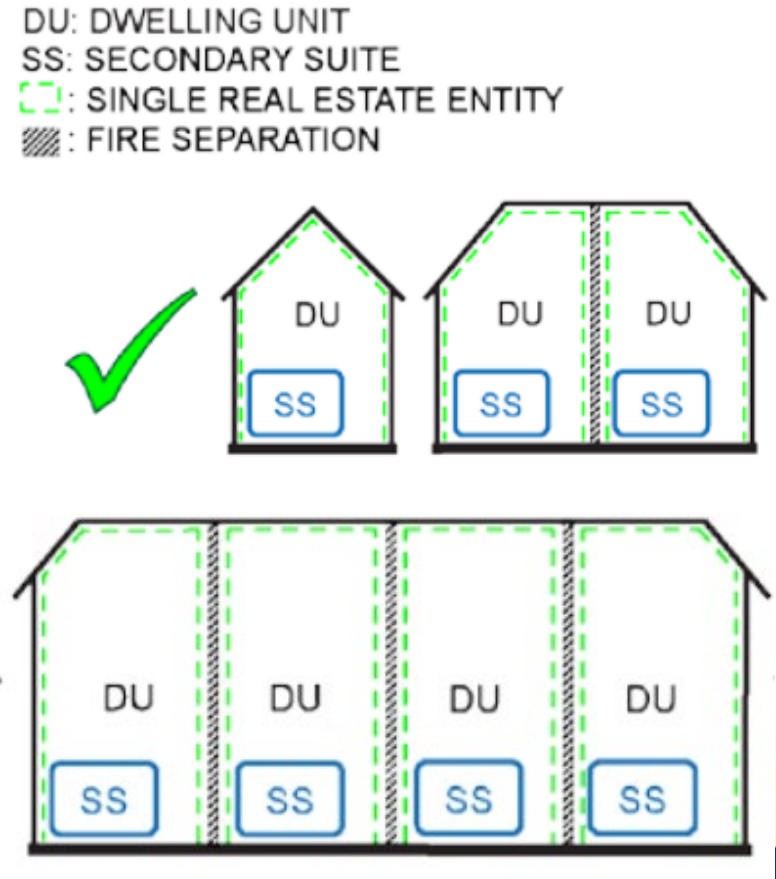 DU: DWELLING UNIT
SS: SECONDARY SUITE
: SINGLE REAL ESTATE ENTITY
: FIRE SEPARATION
DU DU DU
SS SS SS
DU DU DU DU
SS SS SS SS